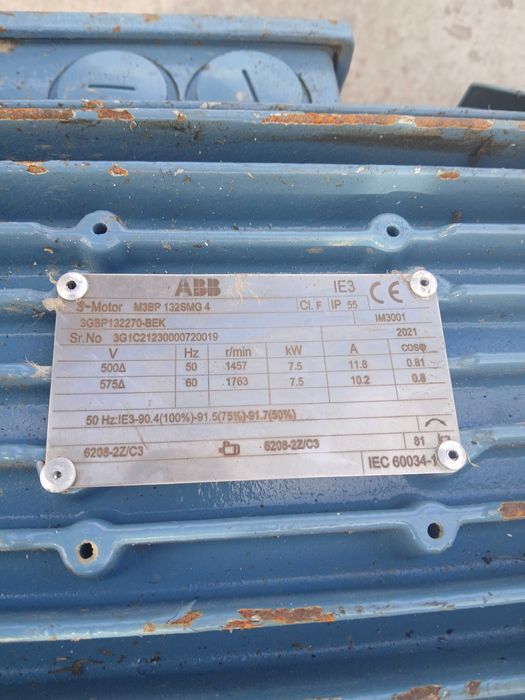 ABB IE3 CE
3~Motor M3BP 132SMG 4 Cl. F IP 55
3GBP132270-BEK IM3001
Sr.No 3G1C21230000720019 2021
V Hz r/min kW A cosφ
500Δ 50 1457 7.5 11.8 0.81
575Δ 60 1763 7.5 10.2 0.8
50 Hz:IE3-90.4(100%)-91.5(75%)-91.7(50%)
6208-2Z/C3 6208-2Z/C3 81
IEC 60034-1